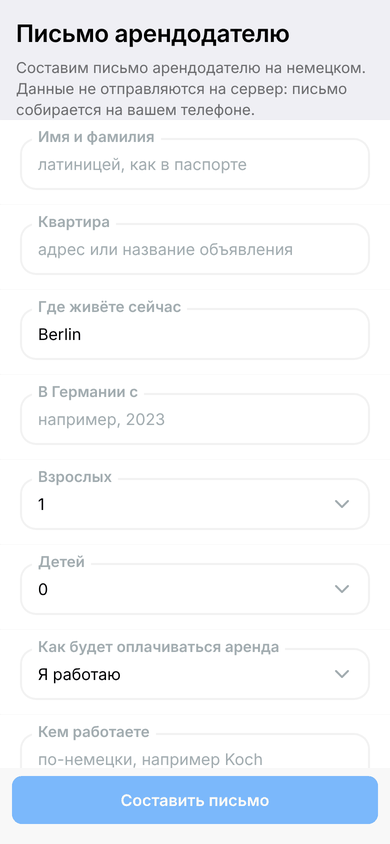 Письмо арендодателю
Составим письмо арендодателю на немецком.
Данные не отправляются на сервер: письмо
собирается на вашем телефоне.
Имя и фамилия
латиницей, как в паспорте
Квартира
адрес или название объявления
Где живёте сейчас
Berlin
В Германии с
например, 2023
Взрослых
1
Детей
0
Как будет оплачиваться аренда
Я работаю
Кем работаете
по-немецки, например Koch
Составить письмо